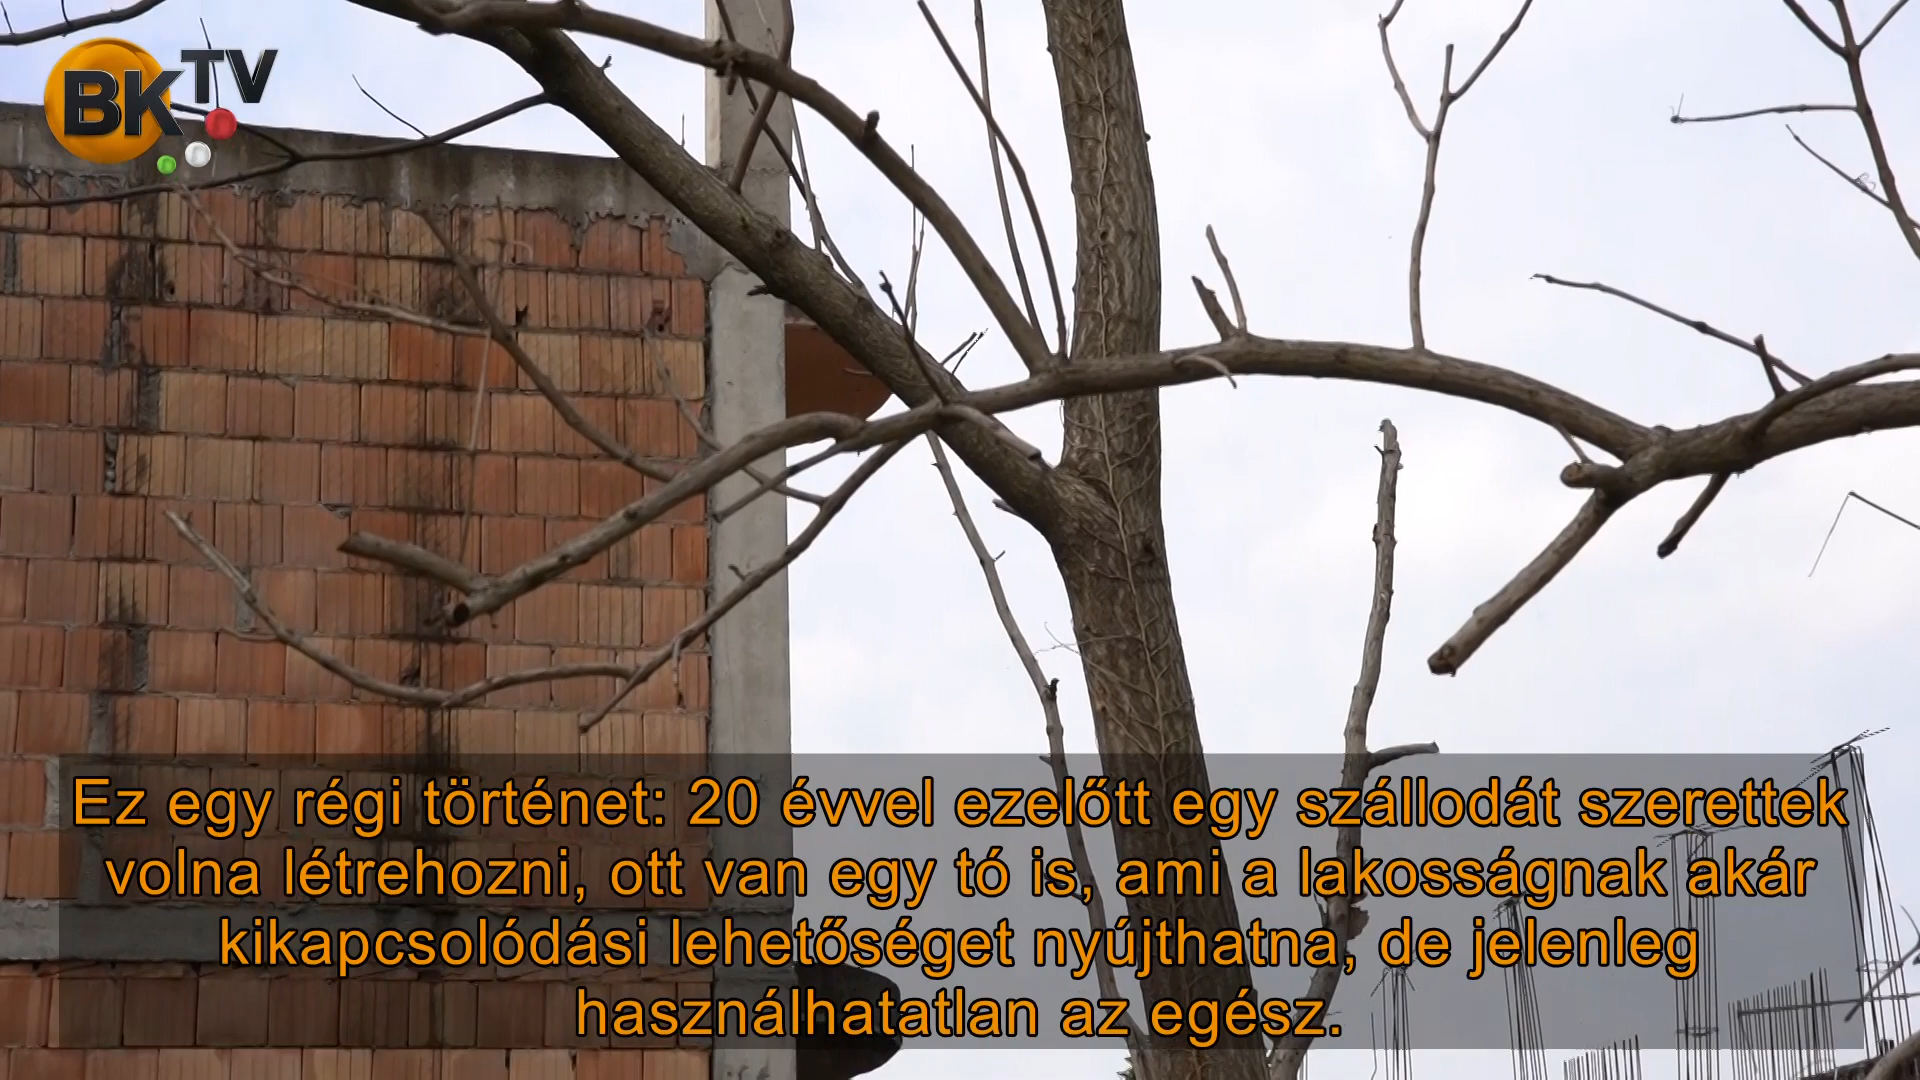 BKTV
Ez egy régi történet: 20 évvel ezelőtt egy szállodát szerettek
volna létrehozni, ott van egy tó is, ami a lakosságnak akár
kikapcsolódási lehetőséget nyújthatna, de jelenleg
használhatatlan az egész.